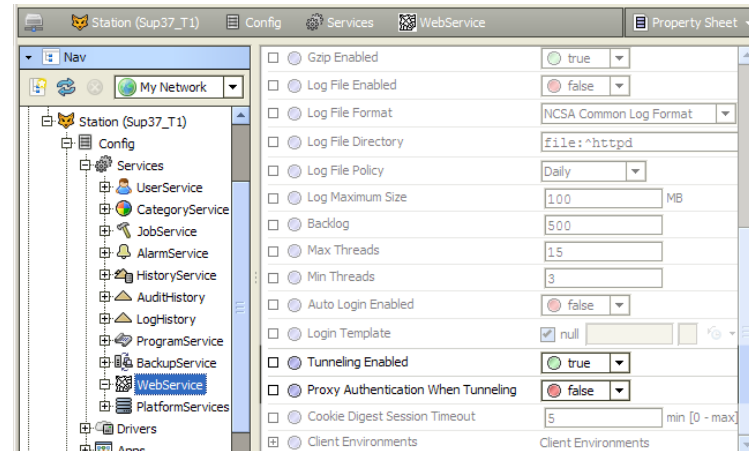 Station (Sup37_T1) Config Services WebService Property Sheet
Nav
My Network
Station (Sup37_T1)
Config
Services
UserService
CategoryService
JobService
AlarmService
HistoryService
AuditHistory
LogHistory
ProgramService
BackupService
WebService
PlatformServices
Drivers
Apps
Gzip Enabled true
Log File Enabled false
Log File Format NCSA Common Log Format
Log File Directory file:^httpd
Log File Policy Daily
Log Maximum Size 100 MB
Backlog 500
Max Threads 15
Min Threads 3
Auto Login Enabled false
Login Template null
Tunneling Enabled true
Proxy Authentication When Tunneling false
Cookie Digest Session Timeout 5 min [0 - max]
Client Environments Client Environments